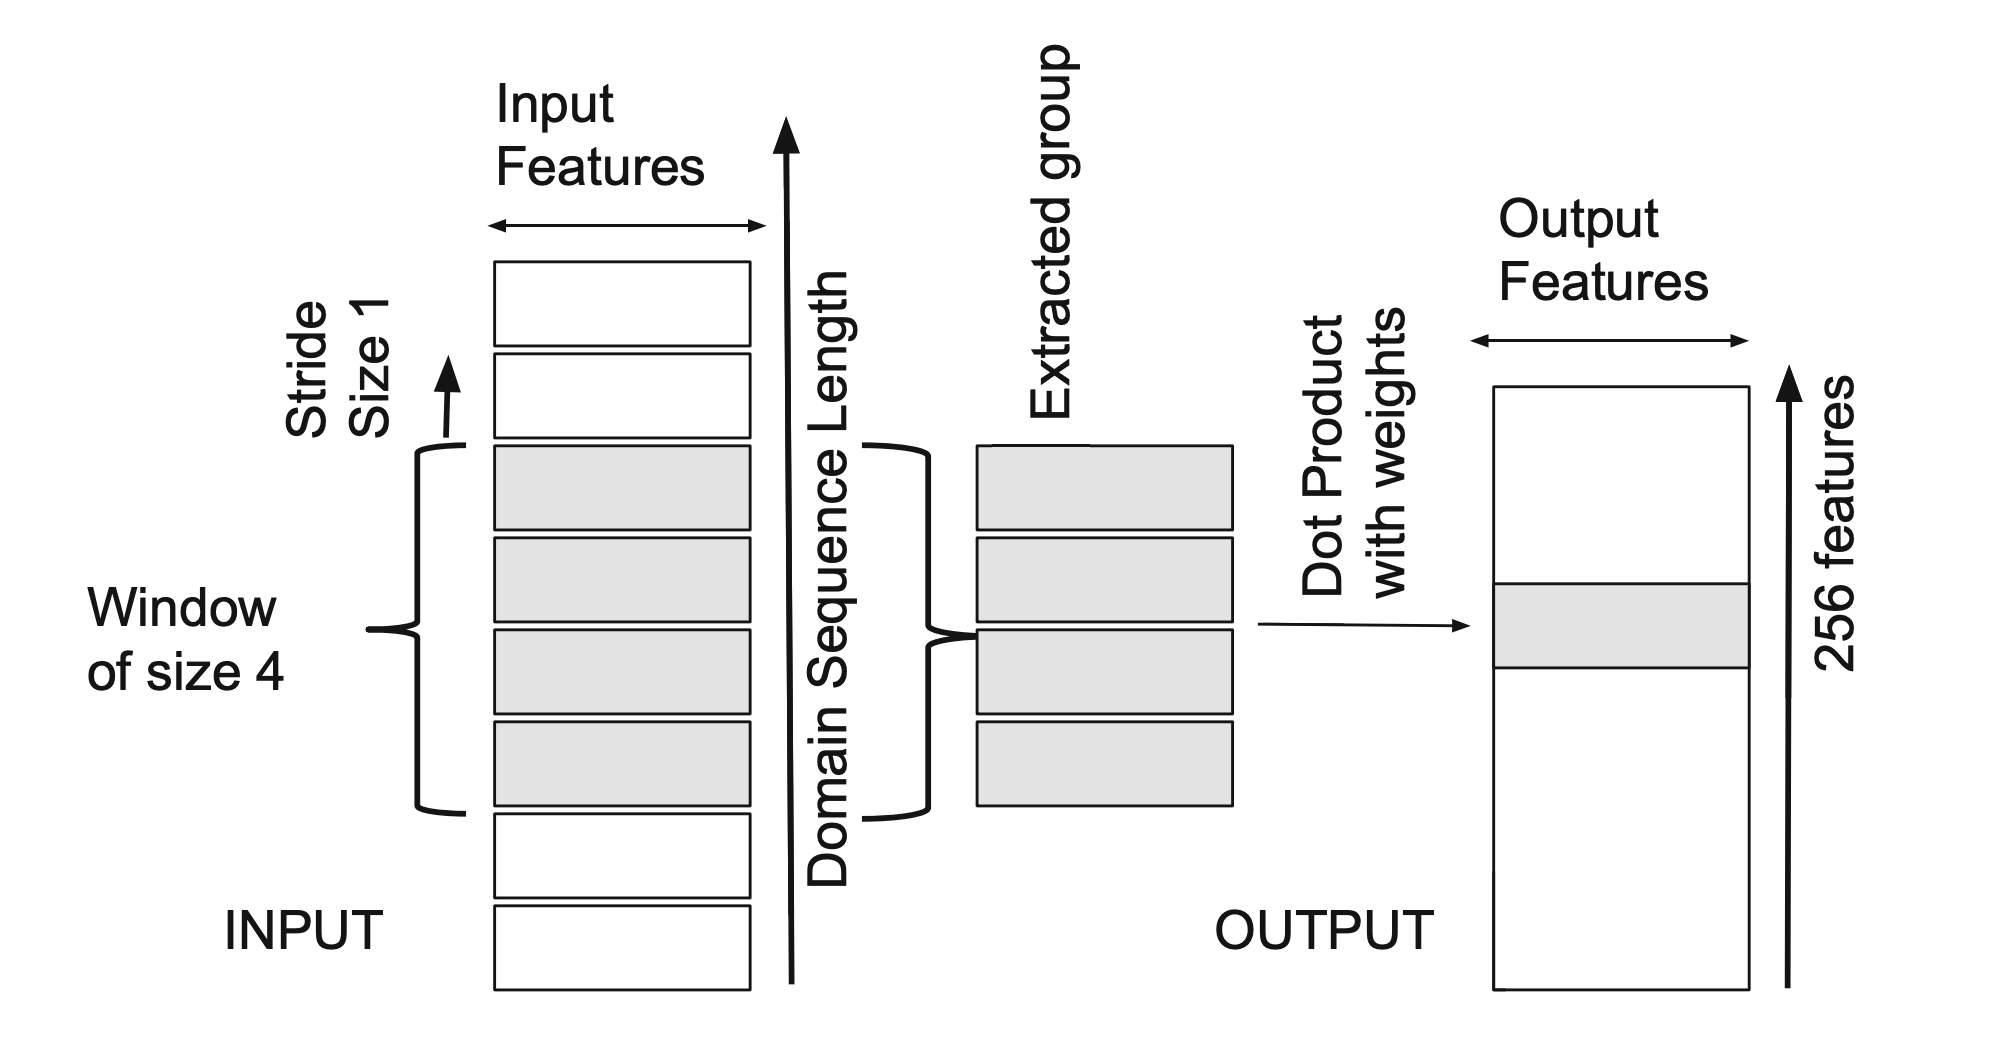 Input
Features
Stride
Size 1
Window
of size 4
INPUT
Domain Sequence Length
Extracted group
Dot Product
with weights
Output
Features
256 features
OUTPUT